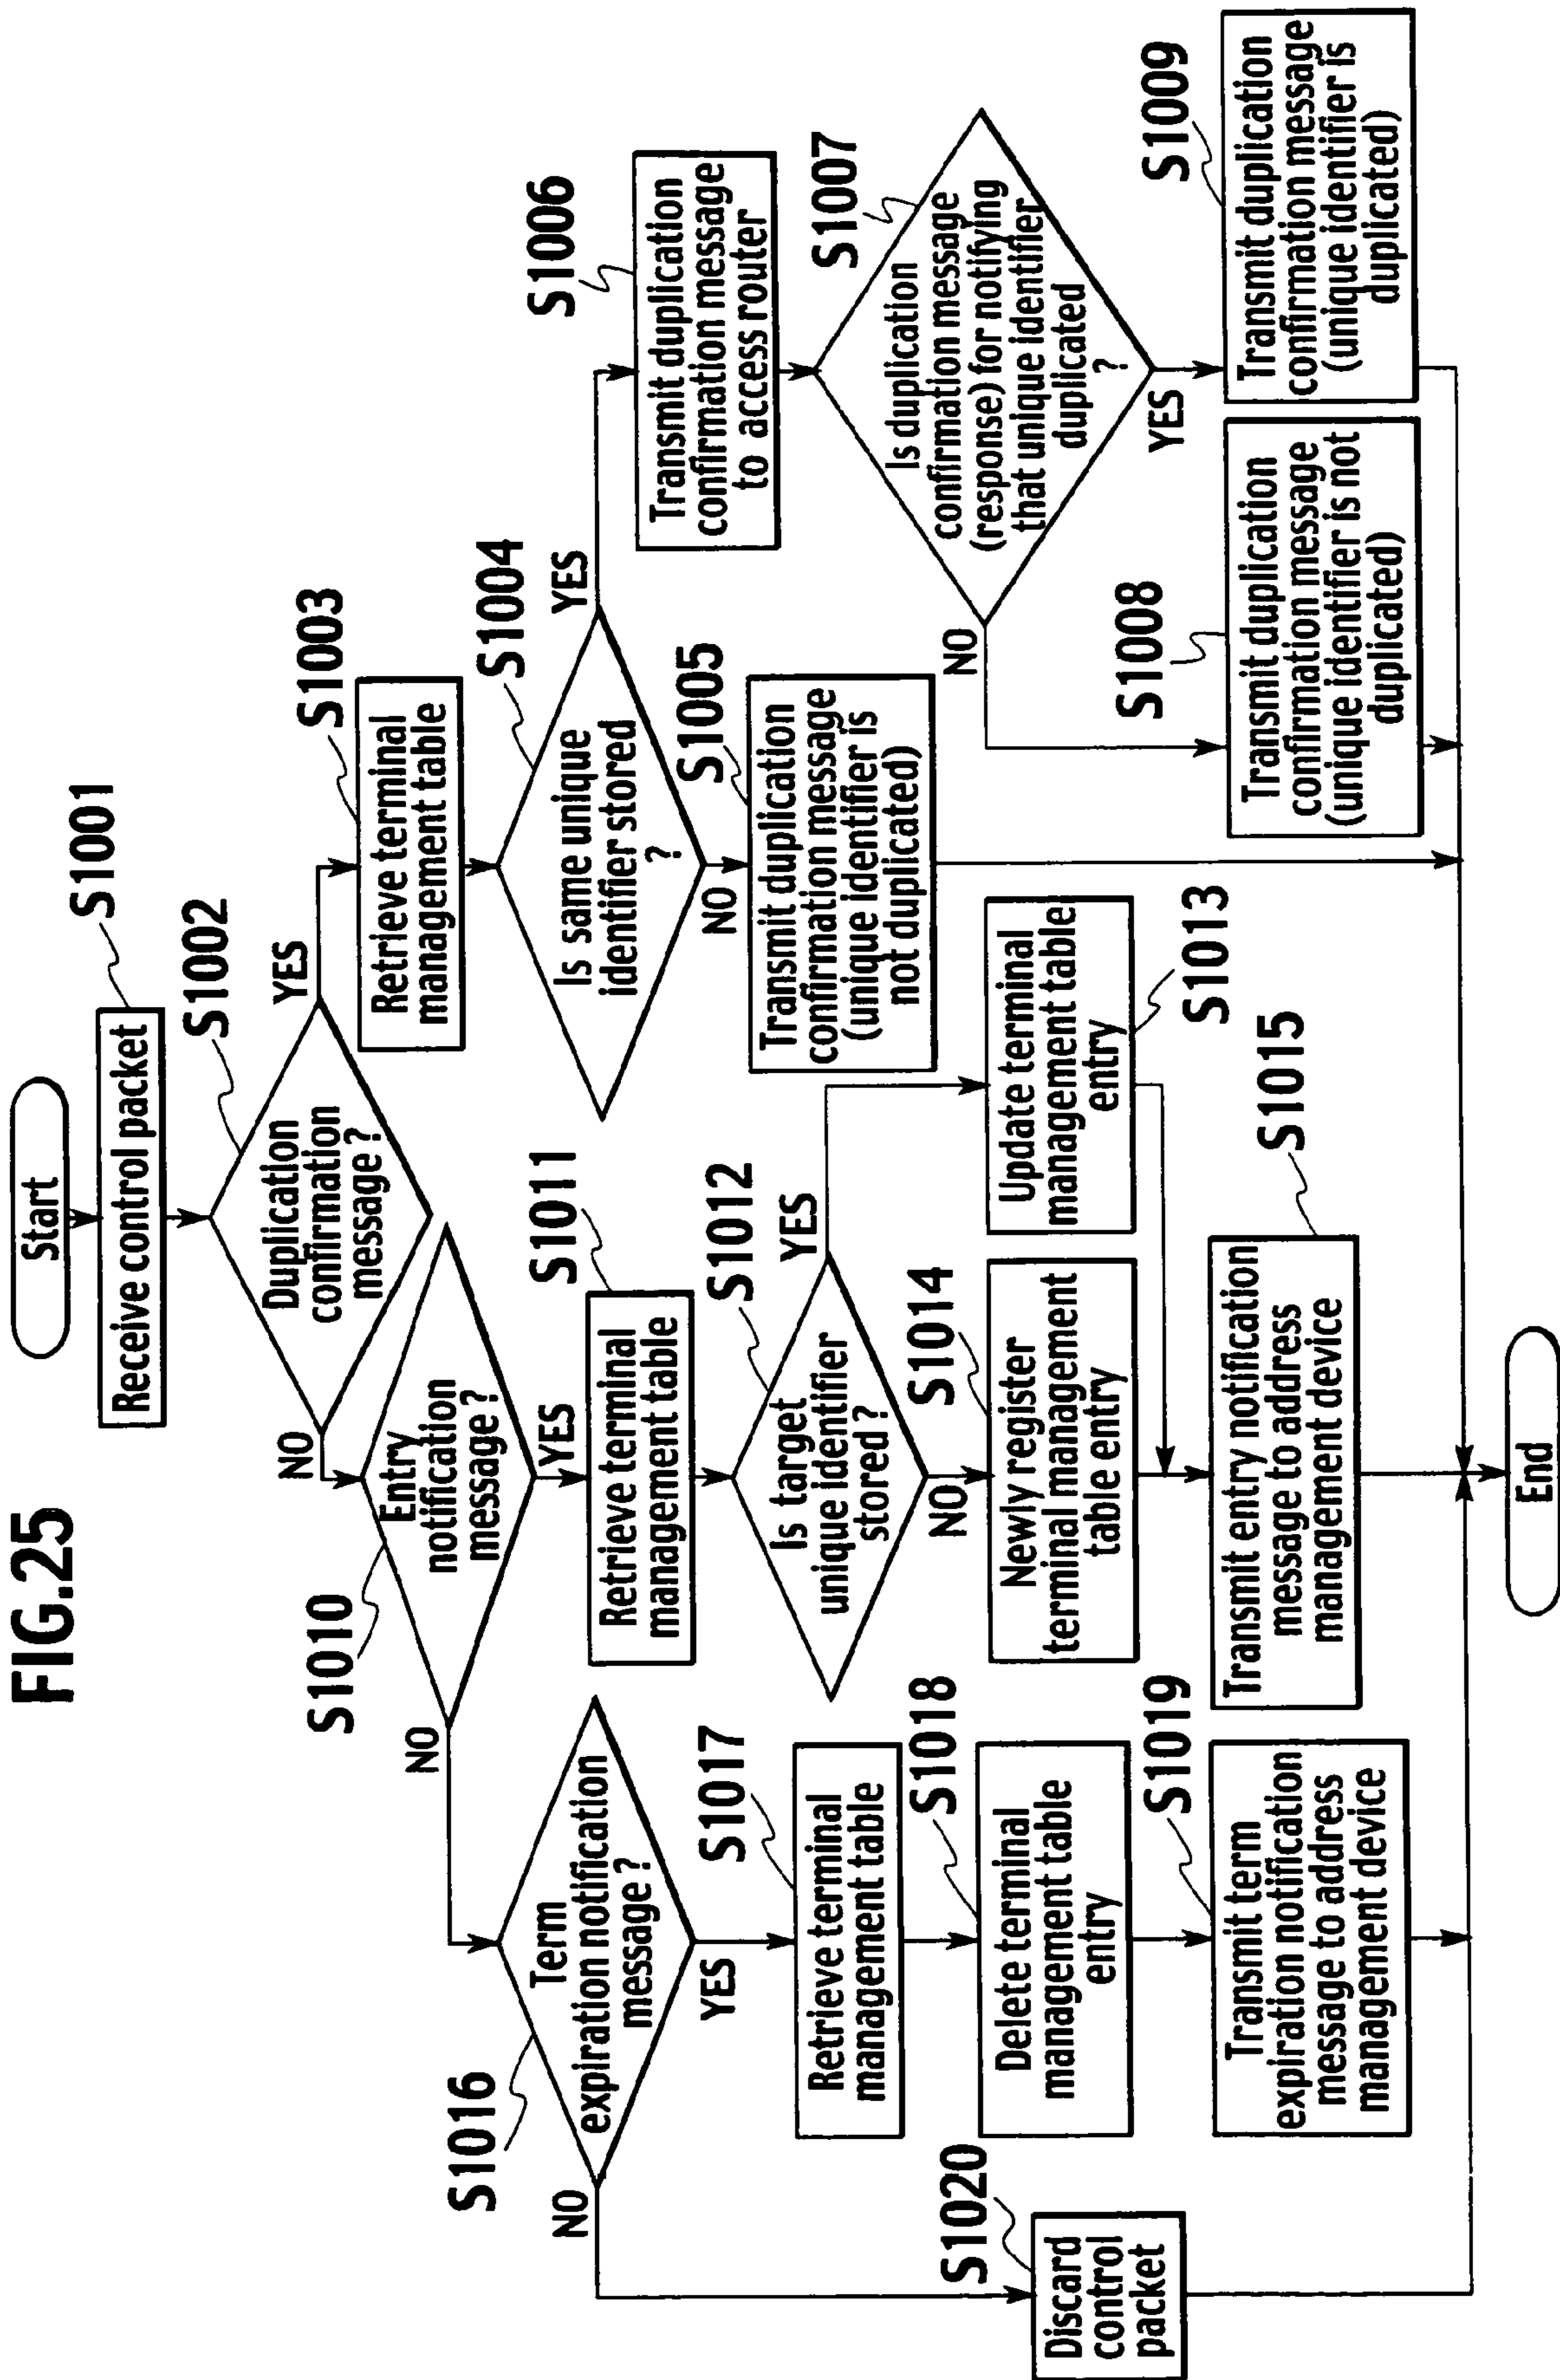 FIG.25
Start
Receive control packet
S1001
Duplication
confirmation
message ?
S1002
YES
NO
Retrieve terminal
management table
S1003
Is same unique
identifier stored
?
S1004
YES
NO
Transmit duplication
confirmation message
(unique identifier is
not duplicated)
S1005
Transmit duplication
confirmation message
to access router
S1006
Is duplication
confirmation message
(response) for notifying
that unique identifier
duplicated
?
S1007
NO
YES
Transmit duplication
confirmation message
(unique identifier is not
duplicated)
S1008
Transmit duplication
confirmation message
(unique identifier is
duplicated)
S1009
Entry
notification
message ?
S1010
NO
YES
Retrieve terminal
management table
S1011
Is target
unique identifier
stored ?
S1012
YES
NO
Update terminal
management table
entry
S1013
Newly register
terminal management
table entry
S1014
Transmit entry notification
message to address
management device
S1015
Term
expiration notification
message ?
S1016
NO
YES
Retrieve terminal
management table
S1017
Delete terminal
management table
entry
S1018
Transmit term
expiration notification
message to address
management device
S1019
Discard
control
packet
S1020
End